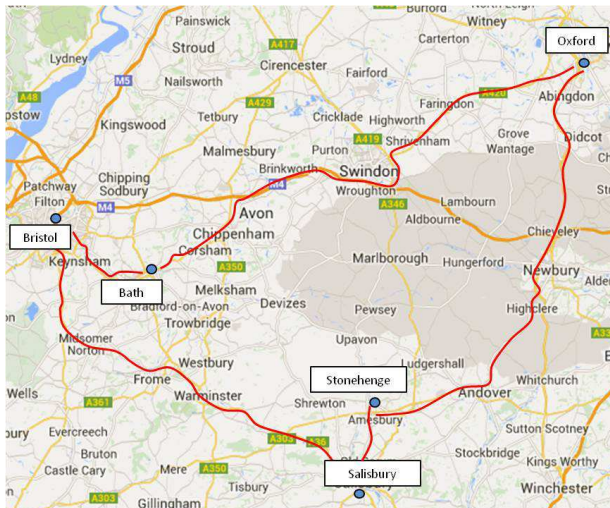 Painswick
Burford
North Leigh
Witney
Oxford
Lydney
Stroud
A417
Carterton
Cirencester
M5
Nailsworth
Fairford
A420
Abingdon
A48
Tetbury
A429
Cricklade
Highworth
Faringdon
pstow
Kingswood
A419
Shrivenham
Grove
Didcot
Malmesbury
Purton
Wantage
Chipping
Sodbury
Brinkworth
Swindon
Patchway
Filton
M4
M4
Wroughton
Lambourn
Avon
A346
Aldbourne
Bristol
Chippenham
Chieveley
Corsham
A350
Marlborough
Hungerford
Keynsham
Newbury
Bath
Melksham
Devizes
Bradford-on-Avon
Pewsey
Highclere
Trowbridge
Midsomer
Norton
Upavon
A33
Westbury
Ludgershall
Wells
Frome
Stonehenge
Whitchurch
A361
Warminster
Shrewton
Andover
Evercreech
A303
A36
Amesbury
Sutton Scotney
Bruton
Stockbridge
Castle Cary
Mere
A350
Salisbury
Kings Worthy
Tisbury
A303
Gillingham
Winchester